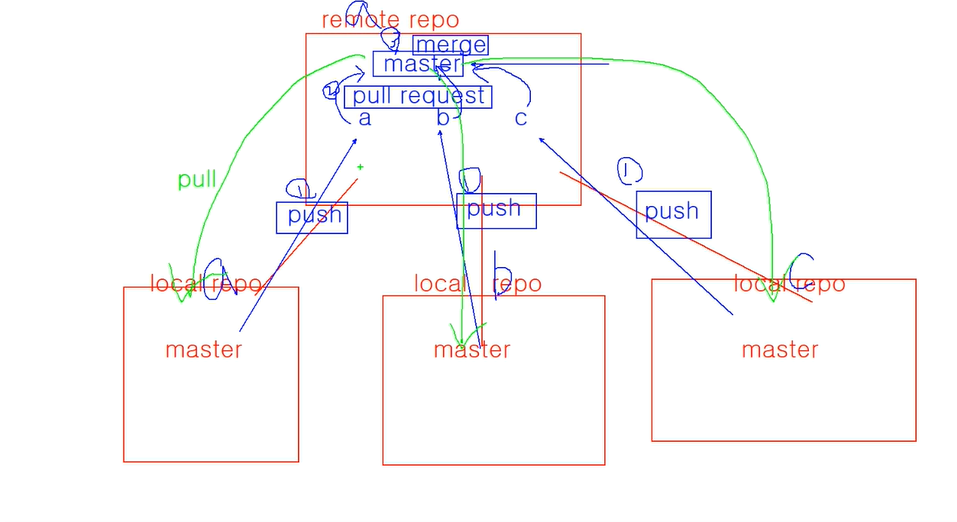 remote repo
③
merge
master
②
pull request
a b c
pull
①
push
①
push
①
push
local repo
a
local repo
b
local repo
c
master
master
master